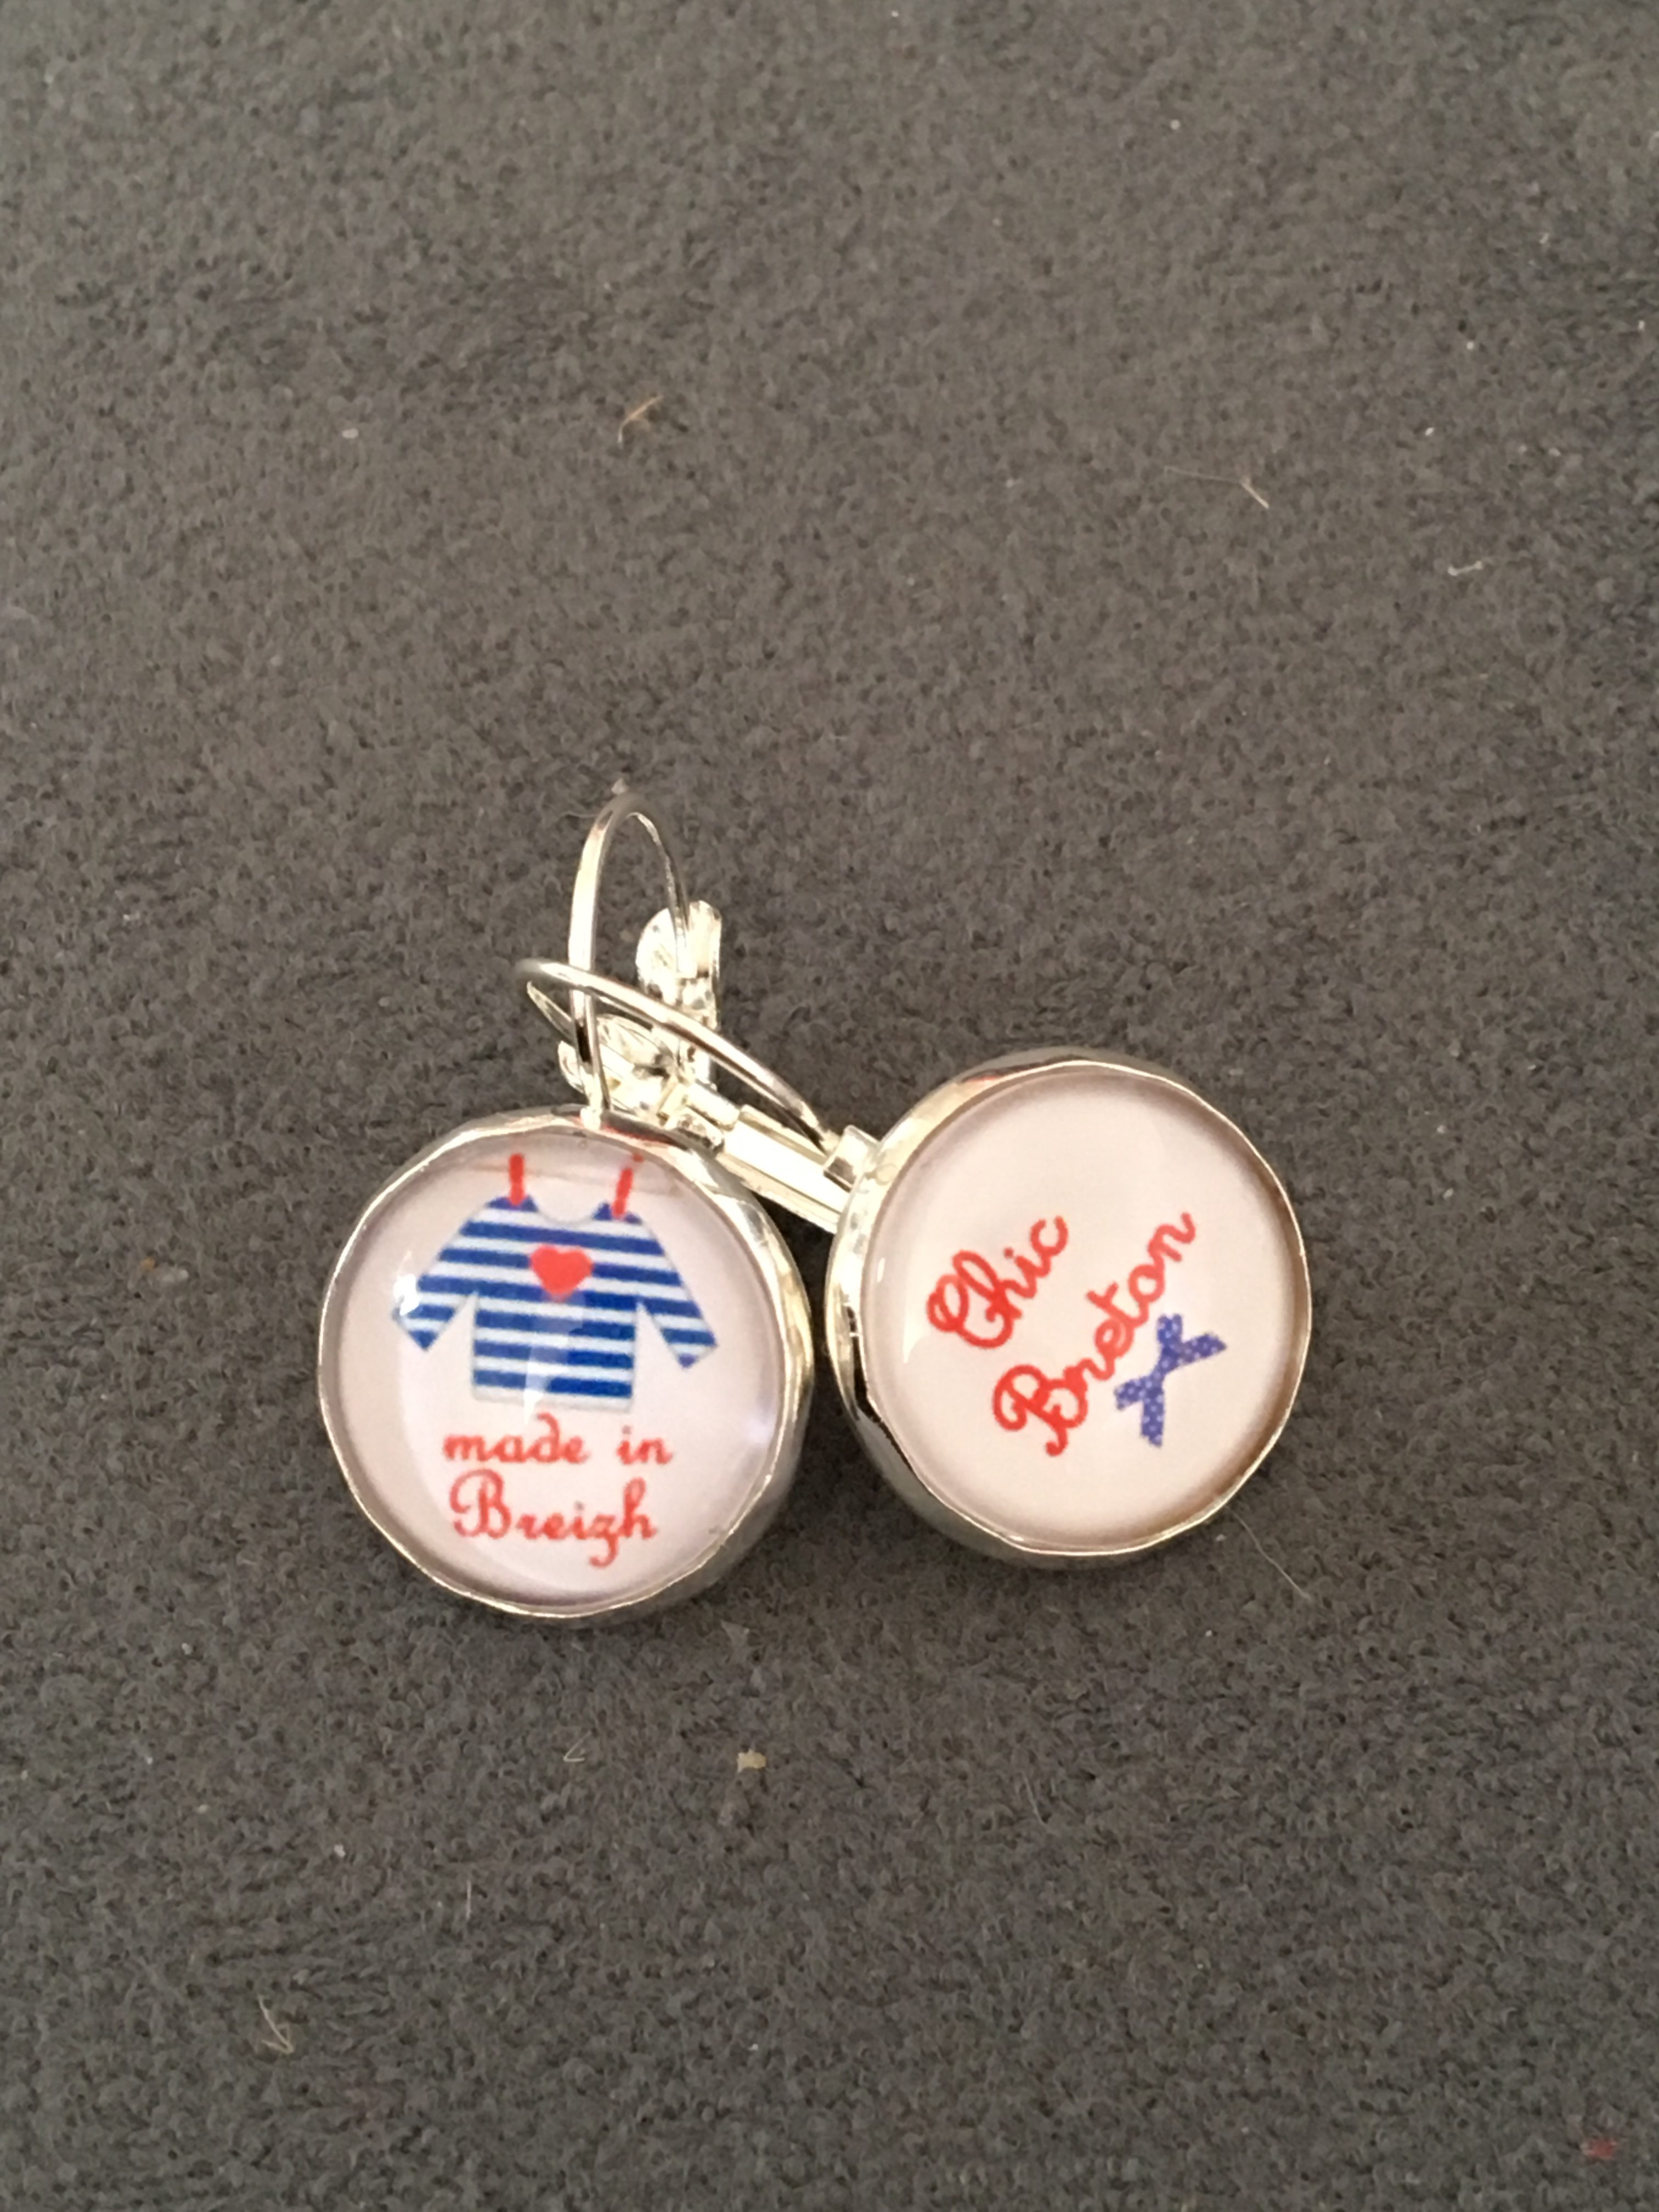 made in
Breizh
Chic
Breton